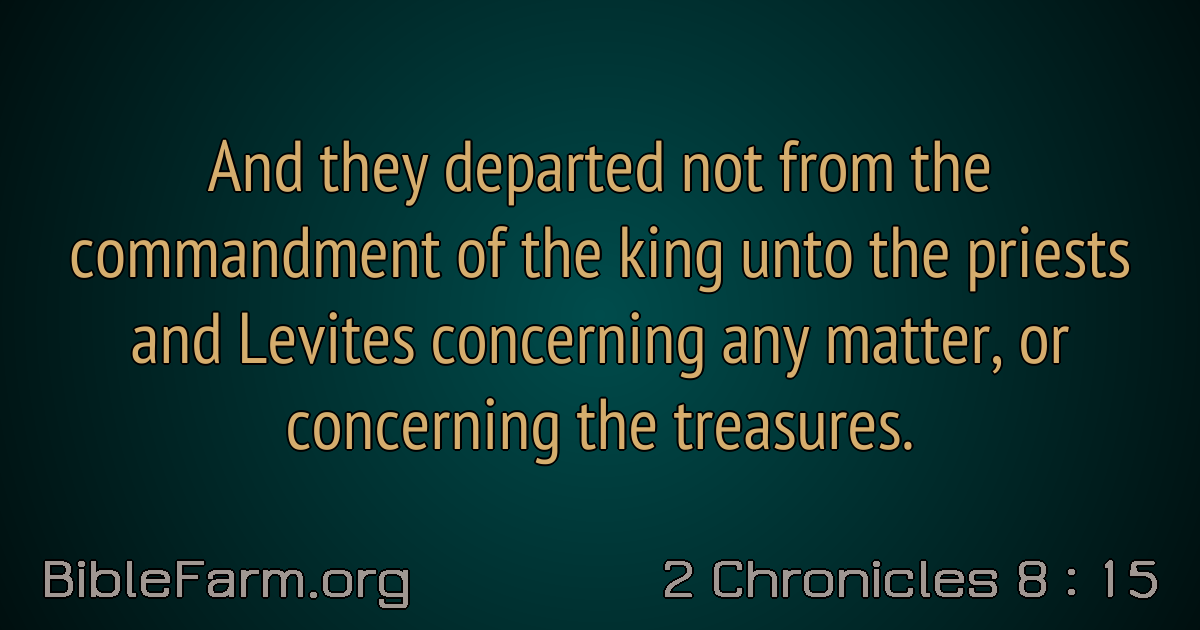 And they departed not from the
commandment of the king unto the priests
and Levites concerning any matter, or
concerning the treasures.
BibleFarm.org
2 Chronicles 8 : 15